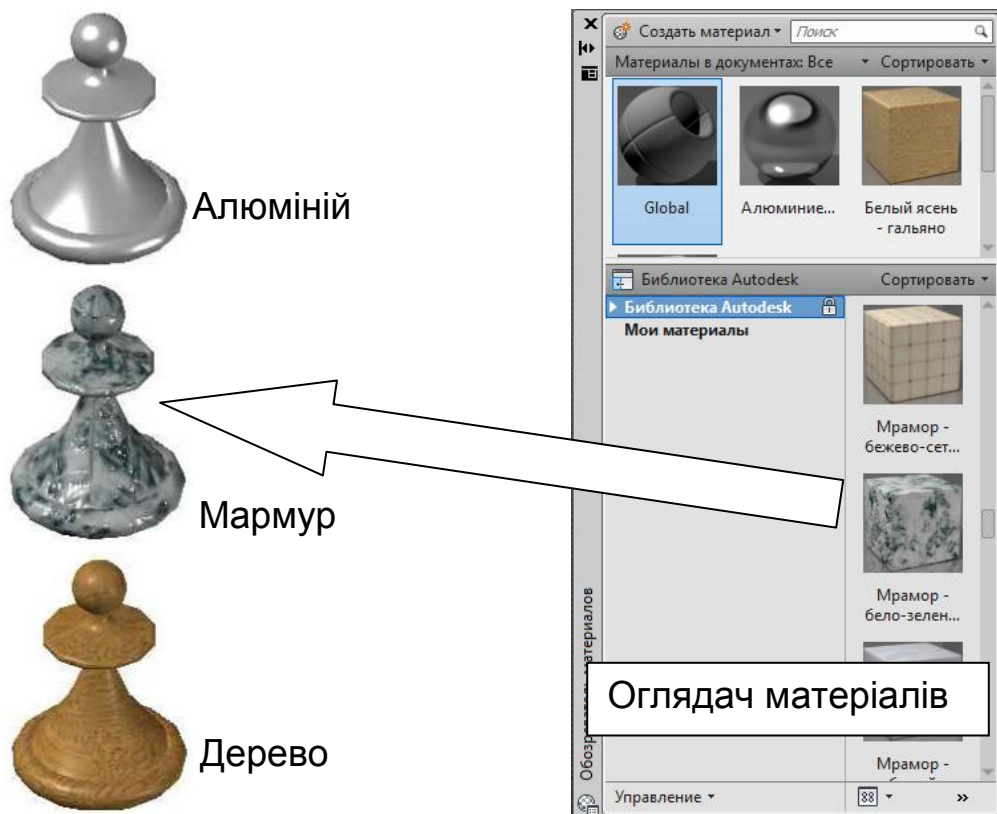 Алюміній
Мармур
Дерево
Создать материал
Поиск
Материалы в документах: Все
Сортировать
Global
Алюминие...
Белый ясень
- гальяно
Библиотека Autodesk
Сортировать
Библиотека Autodesk
Мои материалы
Мрамор -
бежево-сет...
Мрамор -
бело-зелен...
Оглядач матеріалів
Мрамор -
Управление
»